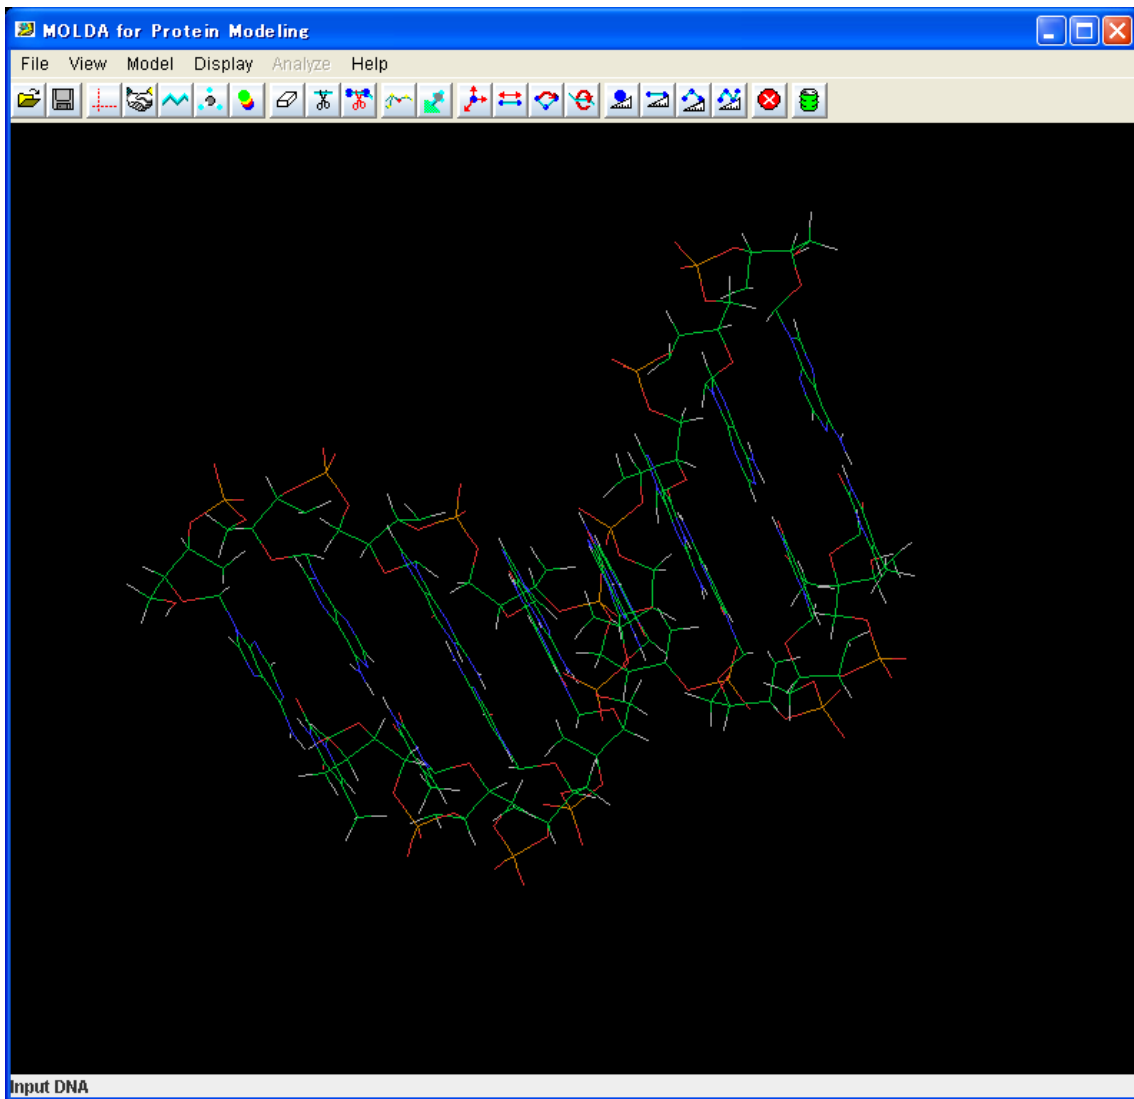 MOLDA for Protein Modeling
File View Model Display Analyze Help
Input DNA